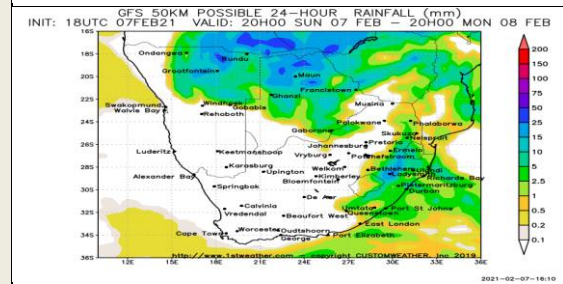 GFS 50KM POSSIBLE 24-HOUR RAINFALL (mm)
INIT: 18UTC 07FEB21 VALID: 20H00 SUN 07 FEB - 20H00 MON 08 FEB
16S
18S
20S
22S
24S
26S
28S
30S
32S
34S
36S
Ondangwa
Rundu
Grootfontein
Maun
Francistown
Ghanzi
Windhoek
Gobabis
Swakopmund
Walvis Bay
Rehoboth
Musina
Polokwane
Phalaborwa
Skukuza
Nelspruit
Gaborone
Pretoria
Johannesburg
Ermelo
Luderitz
Keetmanshoop
Vryburg
Potchefstroom
Karasburg
Upington
Welkom
Bethlehem
Ladysmith
Richards Bay
Alexander Bay
Kimberley
Bloemfontein
Springbok
Pietermaritzburg
Durban
De Aar
Calvinia
Vredendal
Beaufort West
Umtata
Queenstown
Port St Johns
East London
Worcester
Cape Town
Oudtshoorn
George
Port Elizabeth
http://www.1stweather.com - copyright CUSTOMWEATHER, Inc 2019
12E
15E
18E
21E
24E
27E
30E
33E
36E
200
150
100
75
50
25
15
10
5
2.5
1
0.5
0.2
0.1
2021-02-07-16:10